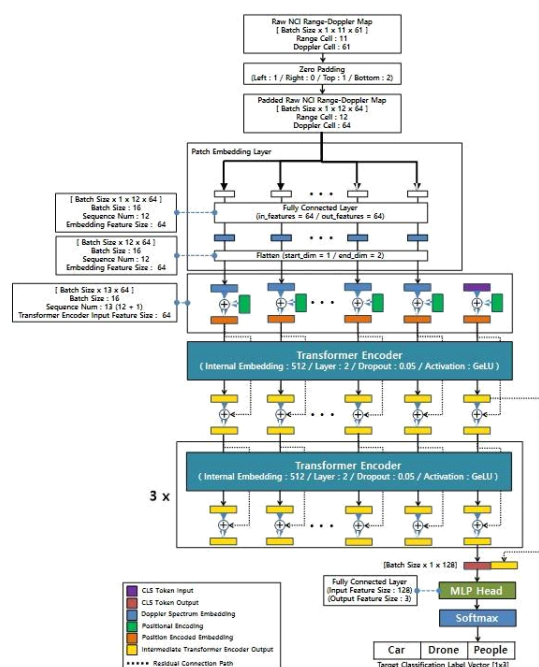 Raw NCI Range-Doppler Map
[ Batch Size x 1 x 11 x 61 ]
Range Cell : 11
Doppler Cell : 61
Zero Padding
(Left : 1 / Right : 0 / Top : 1 / Bottom : 2)
Padded Raw NCI Range-Doppler Map
[ Batch Size x 1 x 12 x 64 ]
Range Cell : 12
Doppler Cell : 64
Patch Embedding Layer
[ Batch Size x 1 x 12 x 64 ]
Batch Size : 16
Sequence Num : 12
Embedding Feature Size : 64
Fully Connected Layer
(in_features = 64 / out_features = 64)
[ Batch Size x 12 x 64 ]
Batch Size : 16
Sequence Num : 12
Embedding Feature Size : 64
Flatten (start_dim = 1 / end_dim = 2)
[ Batch Size x 13 x 64 ]
Batch Size : 16
Sequence Num : 13 (12 + 1)
Transformer Encoder Input Feature Size : 64
Transformer Encoder
( Internal Embedding : 512 / Layer : 2 / Dropout : 0.05 / Activation : GeLU )
3 x
Transformer Encoder
( Internal Embedding : 512 / Layer : 2 / Dropout : 0.05 / Activation : GeLU )
[Batch Size x 1 x 128]
Fully Connected Layer
(Input Feature Size : 128)
(Output Feature Size : 3)
MLP Head
Softmax
Car Drone People
Target Classification Label Vector [1x3]
CLS Token Input
CLS Token Output
Doppler Spectrum Embedding
Positional Encoding
Position Encoded Embedding
Intermediate Transformer Encoder Output
Residual Connection Path